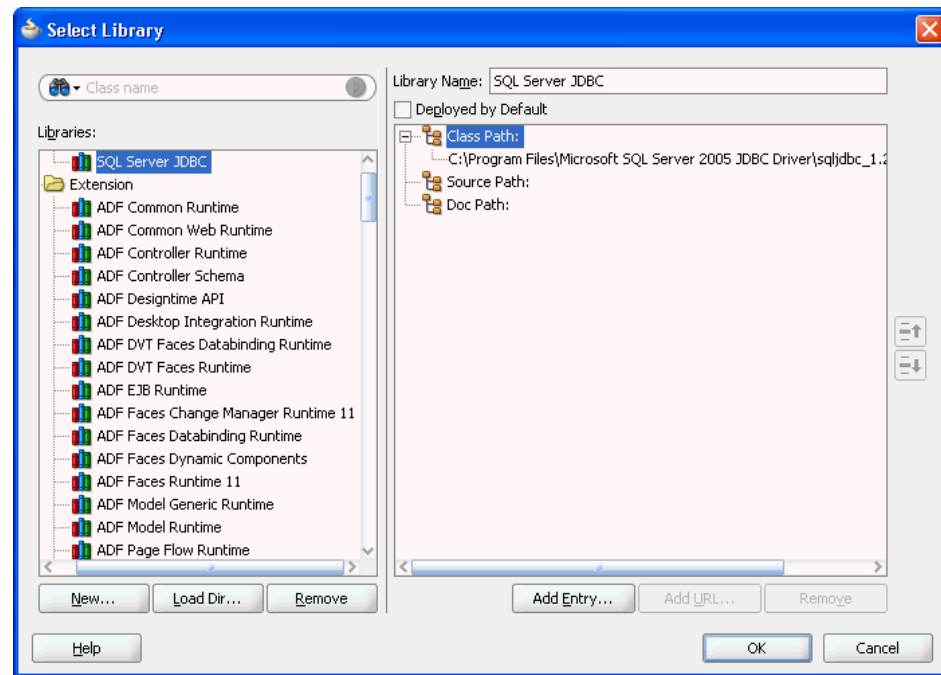 Select Library
Class name
Libraries:
SQL Server JDBC
Extension
ADF Common Runtime
ADF Common Web Runtime
ADF Controller Runtime
ADF Controller Schema
ADF Designtime API
ADF Desktop Integration Runtime
ADF DVT Faces Databinding Runtime
ADF DVT Faces Runtime
ADF EJB Runtime
ADF Faces Change Manager Runtime 11
ADF Faces Databinding Runtime
ADF Faces Dynamic Components
ADF Faces Runtime 11
ADF Model Generic Runtime
ADF Model Runtime
ADF Page Flow Runtime
New...
Load Dir...
Remove
Library Name: SQL Server JDBC
Deployed by Default
Class Path:
C:\Program Files\Microsoft SQL Server 2005 JDBC Driver\sqljdbc_1.2
Source Path:
Doc Path:
Add Entry...
Add URL...
Remove
Help
OK
Cancel